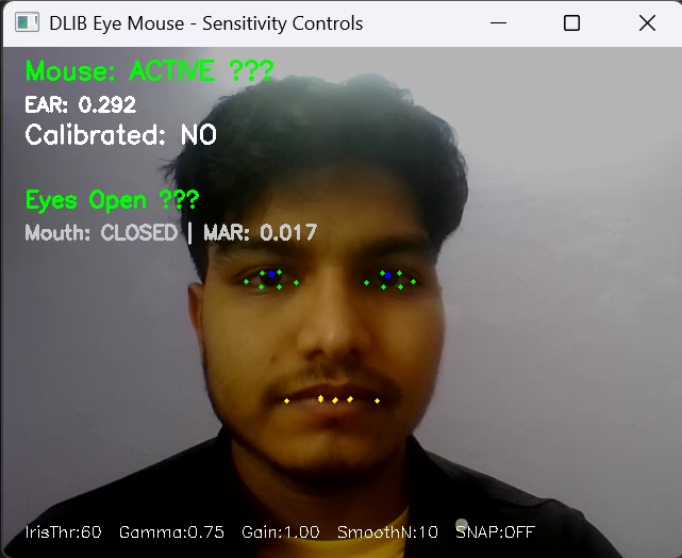 DLIB Eye Mouse - Sensitivity Controls
Mouse: ACTIVE ???
EAR: 0.292
Calibrated: NO
Eyes Open ???
Mouth: CLOSED | MAR: 0.017
IrisThr:60 Gamma:0.75 Gain:1.00 SmoothN:10 SNAP:OFF